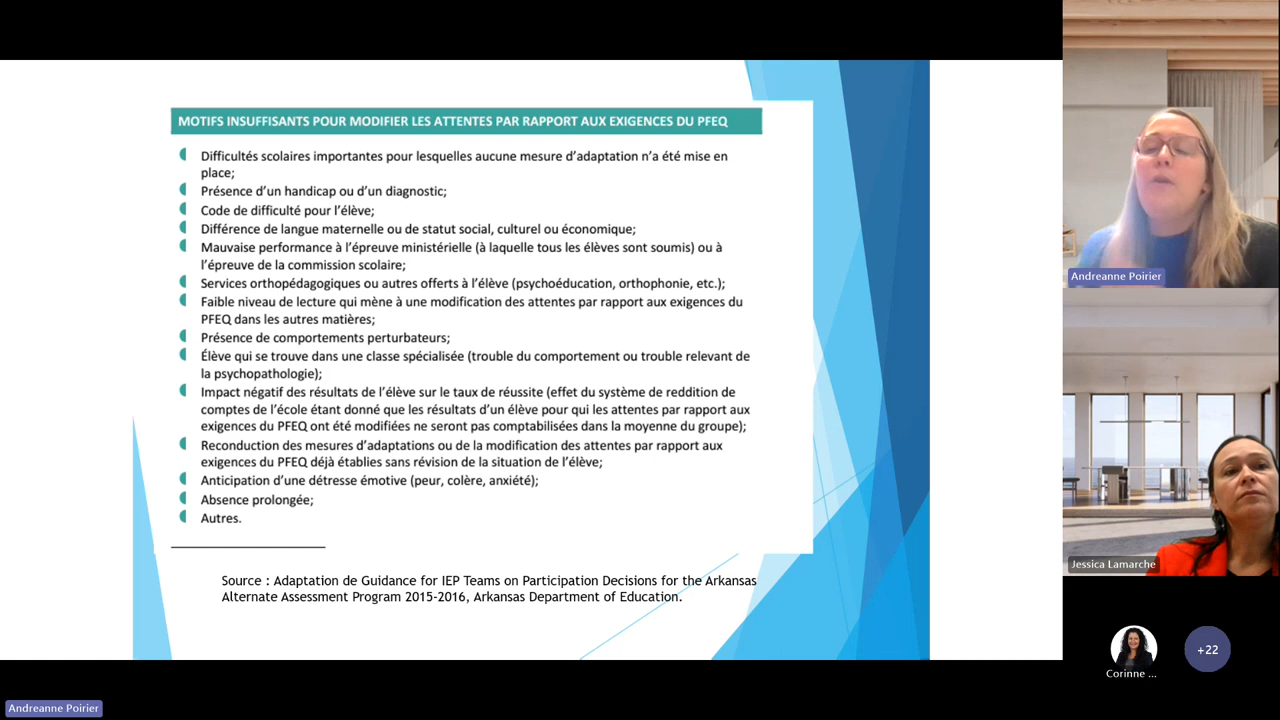 MOTIFS INSUFFISANTS POUR MODIFIER LES ATTENTES PAR RAPPORT AUX EXIGENCES DU PFEQ
Difficultés scolaires importantes pour lesquelles aucune mesure d'adaptation n'a été mise en
place;
Présence d'un handicap ou d'un diagnostic;
Code de difficulté pour l'élève;
Différence de langue maternelle ou de statut social, culturel ou économique;
Mauvaise performance à l'épreuve ministérielle (à laquelle tous les élèves sont soumis) ou à
l'épreuve de la commission scolaire;
Services orthopédagogiques ou autres offerts à l'élève (psychoéducation, orthophonie, etc.);
Faible niveau de lecture qui mène à une modification des attentes par rapport aux exigences du
PFEQ dans les autres matières;
Présence de comportements perturbateurs;
Élève qui se trouve dans une classe spécialisée (trouble du comportement ou trouble relevant de
la psychopathologie);
Impact négatif des résultats de l'élève sur le taux de réussite (effet du système de reddition de
comptes de l'école étant donné que les résultats d'un élève pour qui les attentes par rapport aux
exigences du PFEQ ont été modifiées ne seront pas comptabilisées dans la moyenne du groupe);
Reconduction des mesures d'adaptations ou de la modification des attentes par rapport aux
exigences du PFEQ déjà établies sans révision de la situation de l'élève;
Anticipation d'une détresse émotive (peur, colère, anxiété);
Absence prolongée;
Autres.
Source : Adaptation de Guidance for IEP Teams on Participation Decisions for the Arkansas
Alternate Assessment Program 2015-2016, Arkansas Department of Education.
Andreanne Poirier
Jessica Lamarche
Corinne ...
+22
Andreanne Poirier